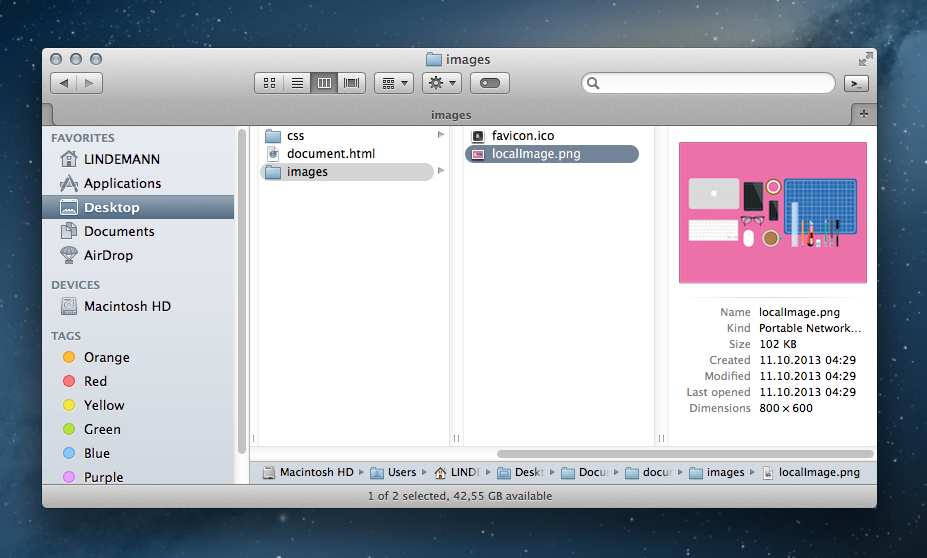 images
images
FAVORITES
LINDEMANN
Applications
Desktop
Documents
AirDrop
DEVICES
Macintosh HD
TAGS
Orange
Red
Yellow
Green
Blue
Purple
css
document.html
images
favicon.ico
localImage.png
Name localImage.png
Kind Portable Network...
Size 102 KB
Created 11.10.2013 04:29
Modified 11.10.2013 04:29
Last opened 11.10.2013 04:29
Dimensions 800 × 600
Macintosh HD ▸ Users ▸ LINDE ▸ Deskt ▸ Docu ▸ docu ▸ images ▸ localImage.png
1 of 2 selected, 42,55 GB available